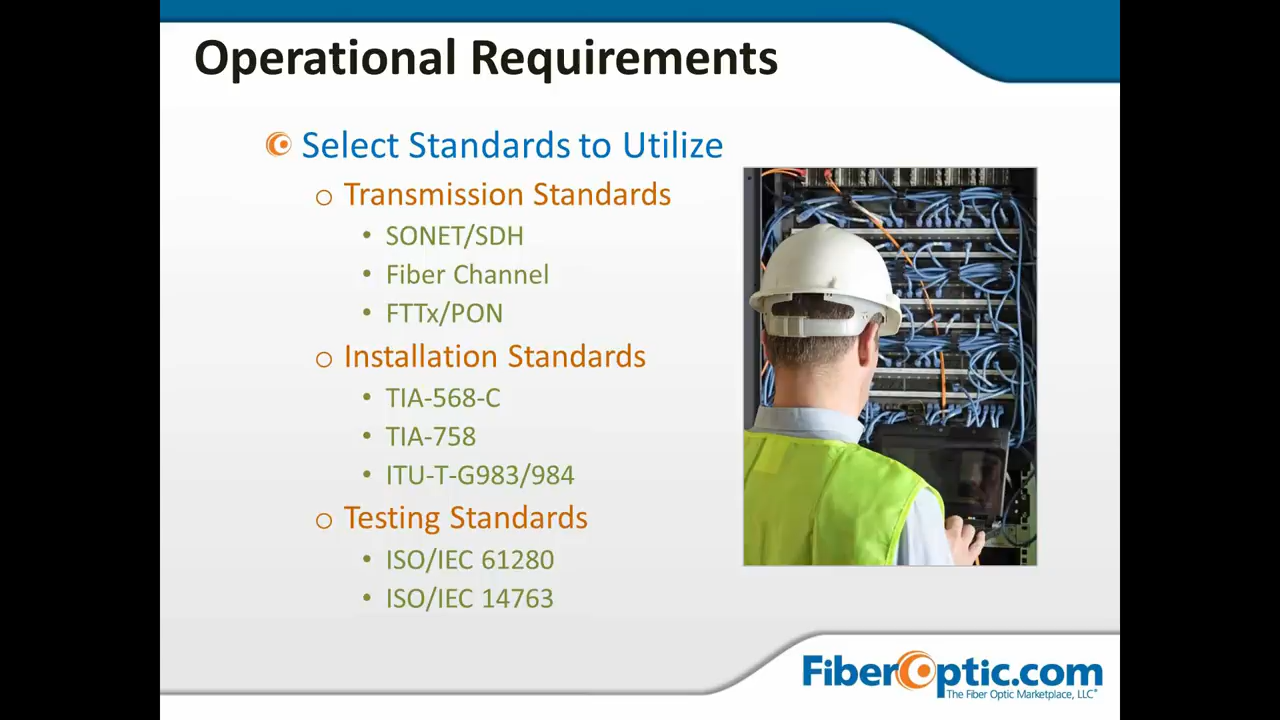 Operational Requirements
Select Standards to Utilize
Transmission Standards
SONET/SDH
Fiber Channel
FTTx/PON
Installation Standards
TIA-568-C
TIA-758
ITU-T-G983/984
Testing Standards
ISO/IEC 61280
ISO/IEC 14763
FiberOptic.com
The Fiber Optic Marketplace, LLC